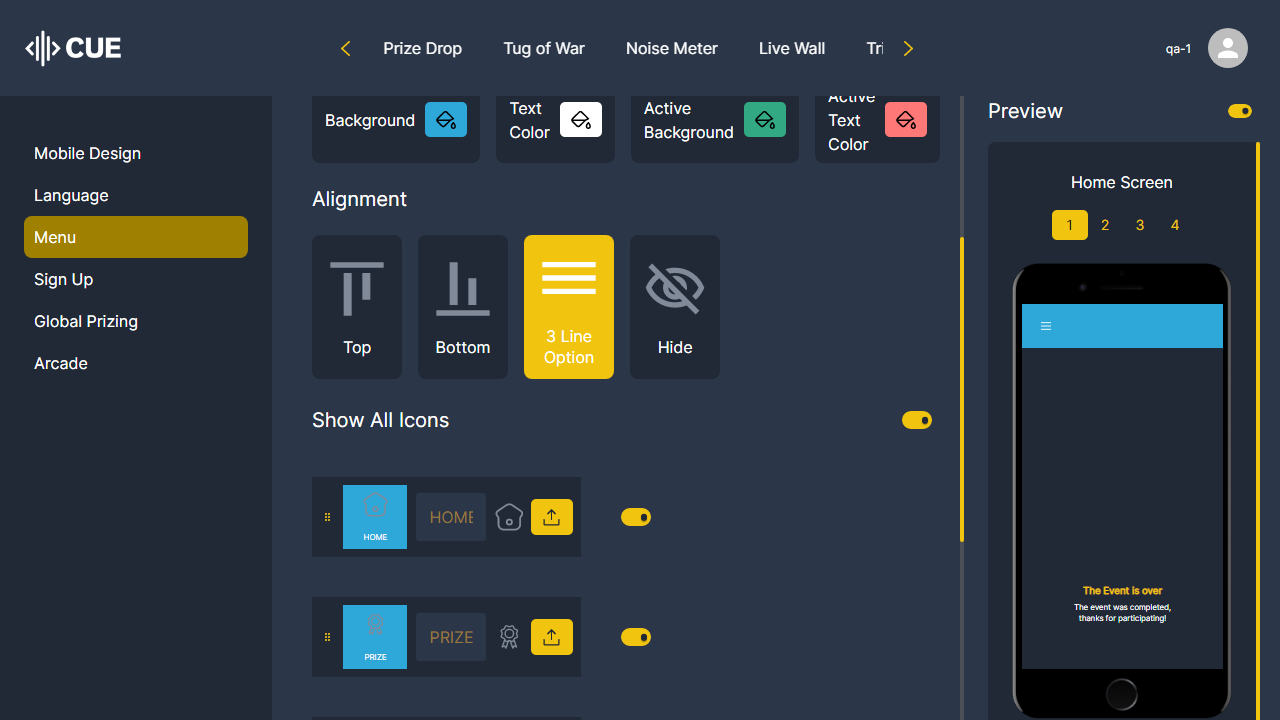 CUE
Prize Drop
Tug of War
Noise Meter
Live Wall
qa-1
Mobile Design
Language
Menu
Sign Up
Global Prizing
Arcade
Background
Text
Color
Active
Background
Active
Text
Color
Alignment
Top
Bottom
3 Line
Option
Hide
Show All Icons
HOME
HOME
PRIZE
PRIZE
Preview
Home Screen
1 2 3 4
The Event is over
The event was completed,
thanks for participating!